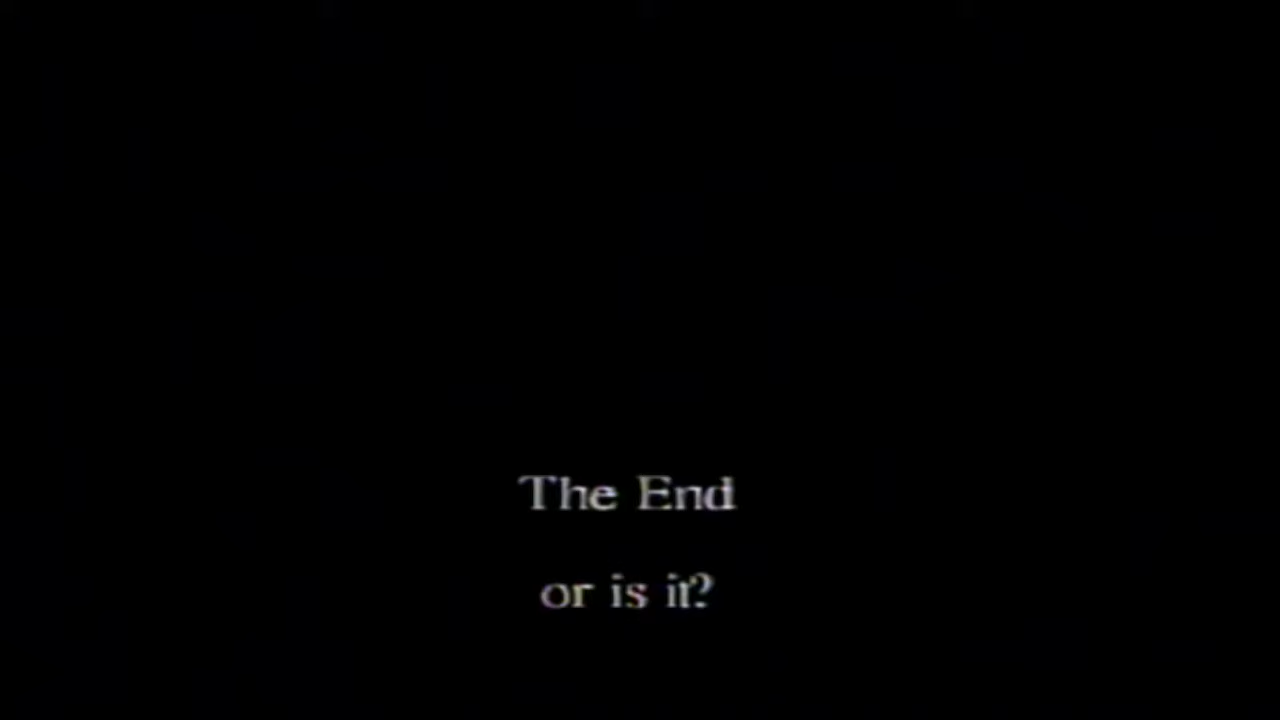 The End
or is it?